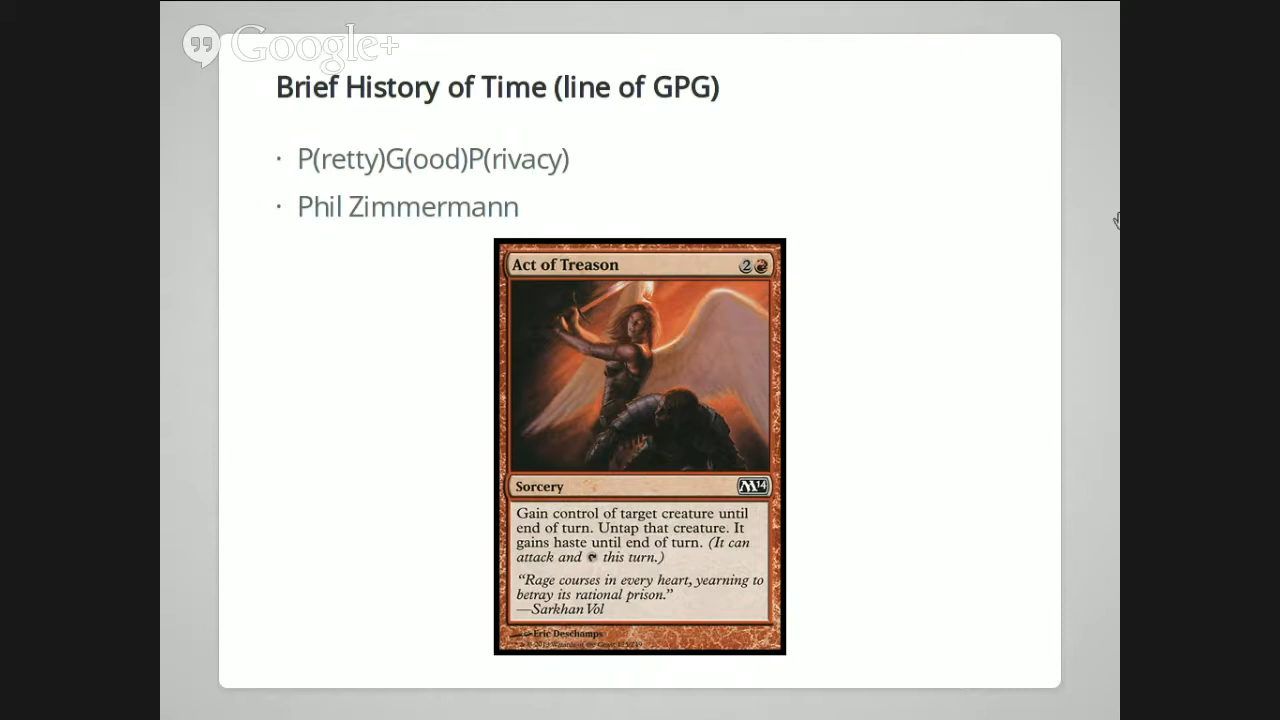 Google+
Brief History of Time (line of GPG)
· P(retty)G(ood)P(rivacy)
· Phil Zimmermann
Act of Treason 2
Sorcery M14
Gain control of target creature until
end of turn. Untap that creature. It
gains haste until end of turn. (It can
attack and this turn.)
“Rage courses in every heart, yearning to
betray its rational prison.”
—Sarkhan Vol
Eric Deschamps